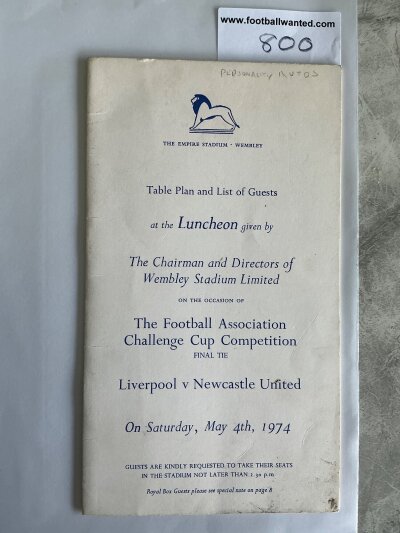 www.footballwanted.com
800
PERSONALITY AUTOS
THE EMPIRE STADIUM · WEMBLEY
Table Plan and List of Guests
at the Luncheon given by
The Chairman and Directors of
Wembley Stadium Limited
ON THE OCCASION OF
The Football Association
Challenge Cup Competition
FINAL TIE
Liverpool v Newcastle United
On Saturday, May 4th, 1974
GUESTS ARE KINDLY REQUESTED TO TAKE THEIR SEATS
IN THE STADIUM NOT LATER THAN 2.30 p.m.
Royal Box Guests please see special note on page 8